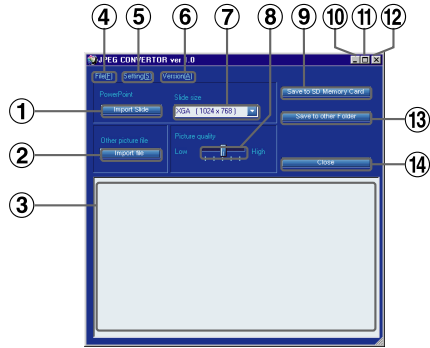 4 5 6 7 8 9 10 11 12
JPEG CONVERTOR ver 1.0
File(F) Setting(S) Version(A)
PowerPoint
Import Slide
Slide size
XGA ( 1024 x 768 )
Save to SD Memory Card
Save to other Folder
1
13
Other picture file
Import file
Picture quality
Low High
Close
2
14
3